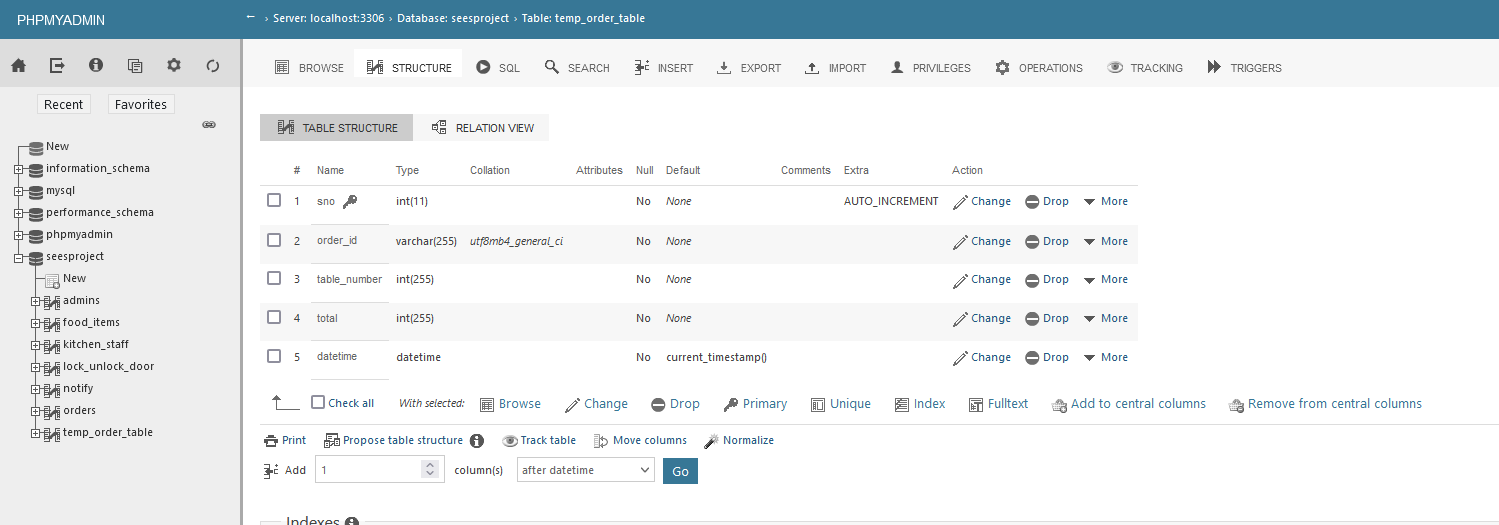 PHPMYADMIN
← › Server: localhost:3306 › Database: seesproject › Table: temp_order_table
BROWSE STRUCTURE SQL SEARCH INSERT EXPORT IMPORT PRIVILEGES OPERATIONS TRACKING TRIGGERS
Recent Favorites
New
information_schema
mysql
performance_schema
phpmyadmin
seesproject
New
admins
food_items
kitchen_staff
lock_unlock_door
notify
orders
temp_order_table
TABLE STRUCTURE RELATION VIEW
# Name Type Collation Attributes Null Default Comments Extra Action
1 sno int(11) No None AUTO_INCREMENT Change Drop More
2 order_id varchar(255) utf8mb4_general_ci No None Change Drop More
3 table_number int(255) No None Change Drop More
4 total int(255) No None Change Drop More
5 datetime datetime No current_timestamp() Change Drop More
Check all With selected: Browse Change Drop Primary Unique Index Fulltext Add to central columns Remove from central columns
Print Propose table structure Track table Move columns Normalize
Add 1 column(s) after datetime Go
Indexes